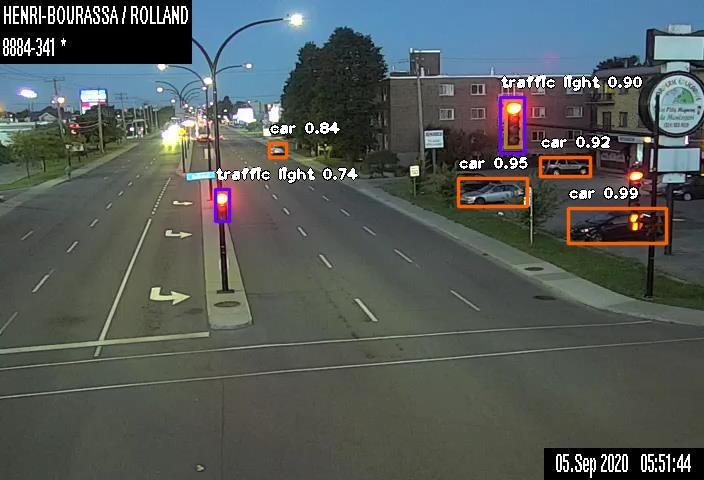 HENRI-BOURASSA / ROLLAND
8884-341 *
traffic light 0.90
car 0.84
car 0.92
car 0.95
traffic light 0.74
car 0.99
05.Sep 2020 05:51:44